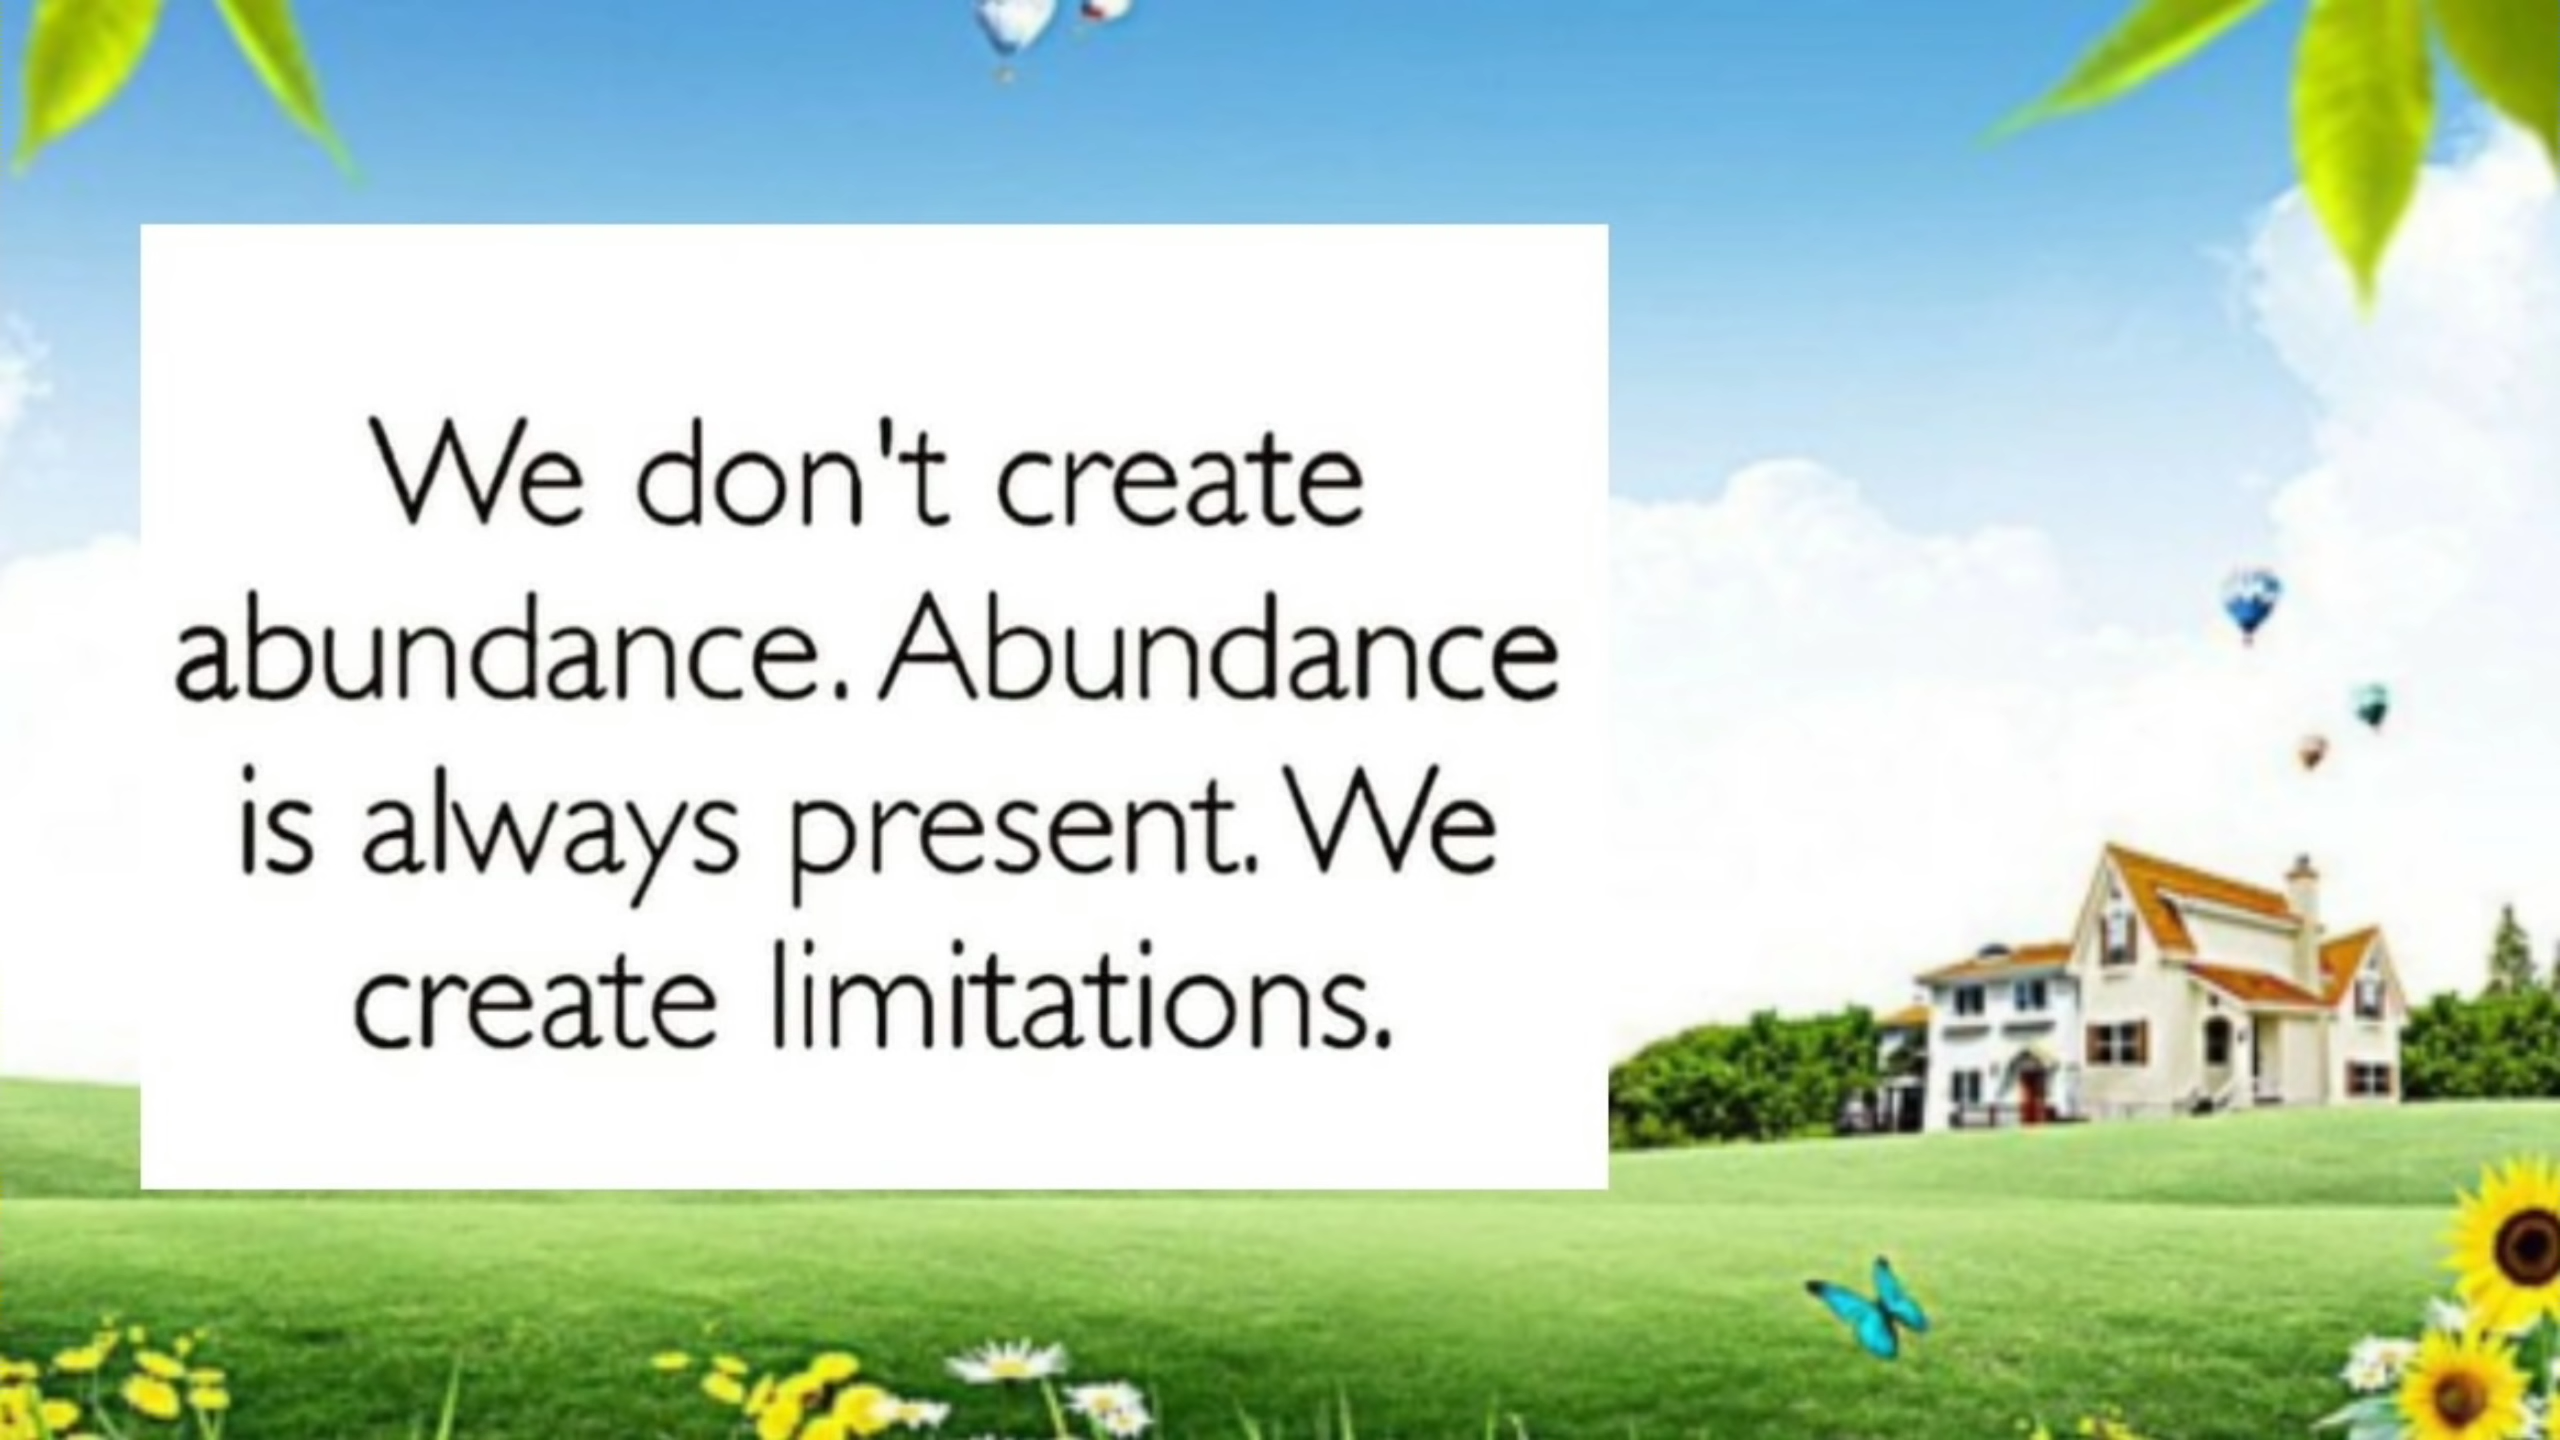 We don't create
abundance. Abundance
is always present. We
create limitations.